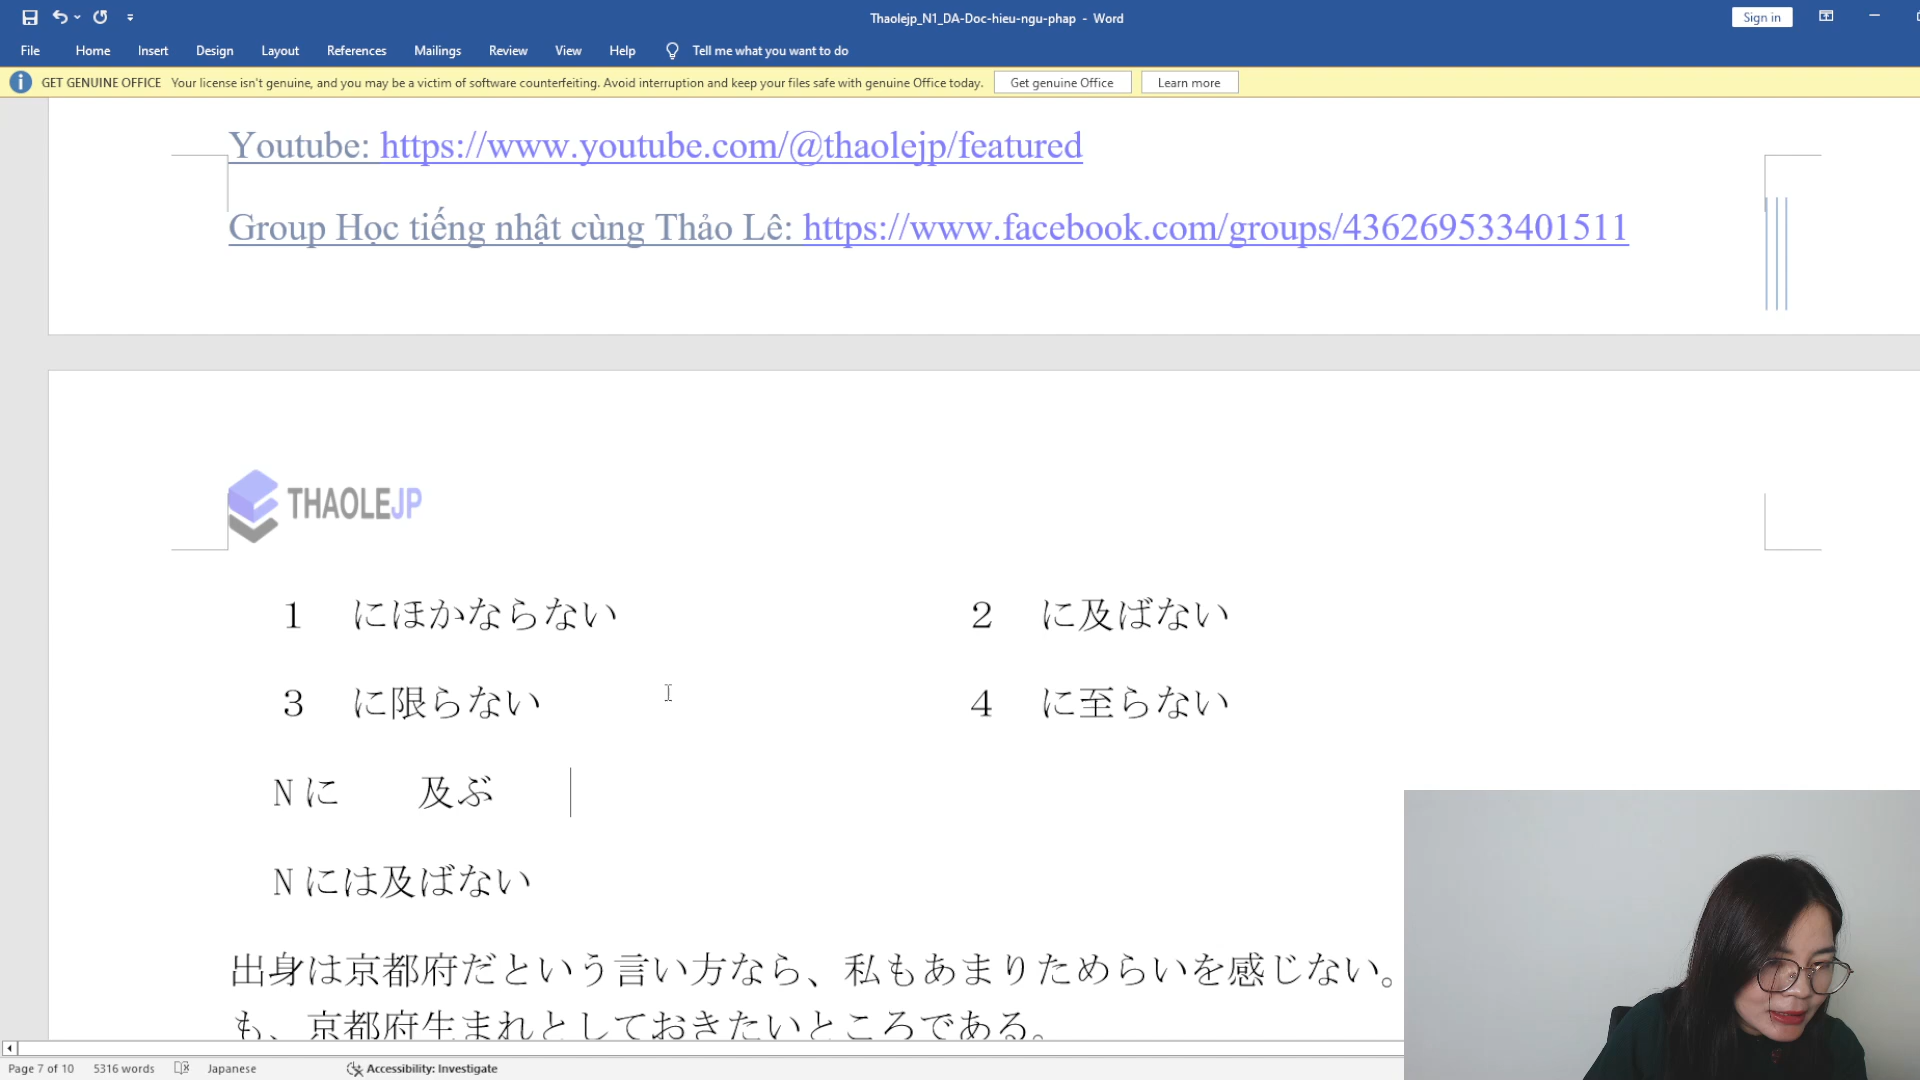 Thaolejp_N1_DA-Doc-hieu-ngu-phap - Word
Sign in
File Home Insert Design Layout References Mailings Review View Help Tell me what you want to do
GET GENUINE OFFICE Your license isn't genuine, and you may be a victim of software counterfeiting. Avoid interruption and keep your files safe with genuine Office today. Get genuine Office Learn more
Youtube: https://www.youtube.com/@thaolejp/featured
Group Học tiếng nhật cùng Thảo Lê: https://www.facebook.com/groups/436269533401511
THAOLEJP
1 にほかならない 2 に及ばない
3 に限らない 4 に至らない
Nに 及ぶ
Nには及ばない
出身は京都府だという言い方なら、私もあまりためらいを感じない。
も、京都府生まれとしておきたいところである。
Page 7 of 10 5316 words Japanese Accessibility: Investigate